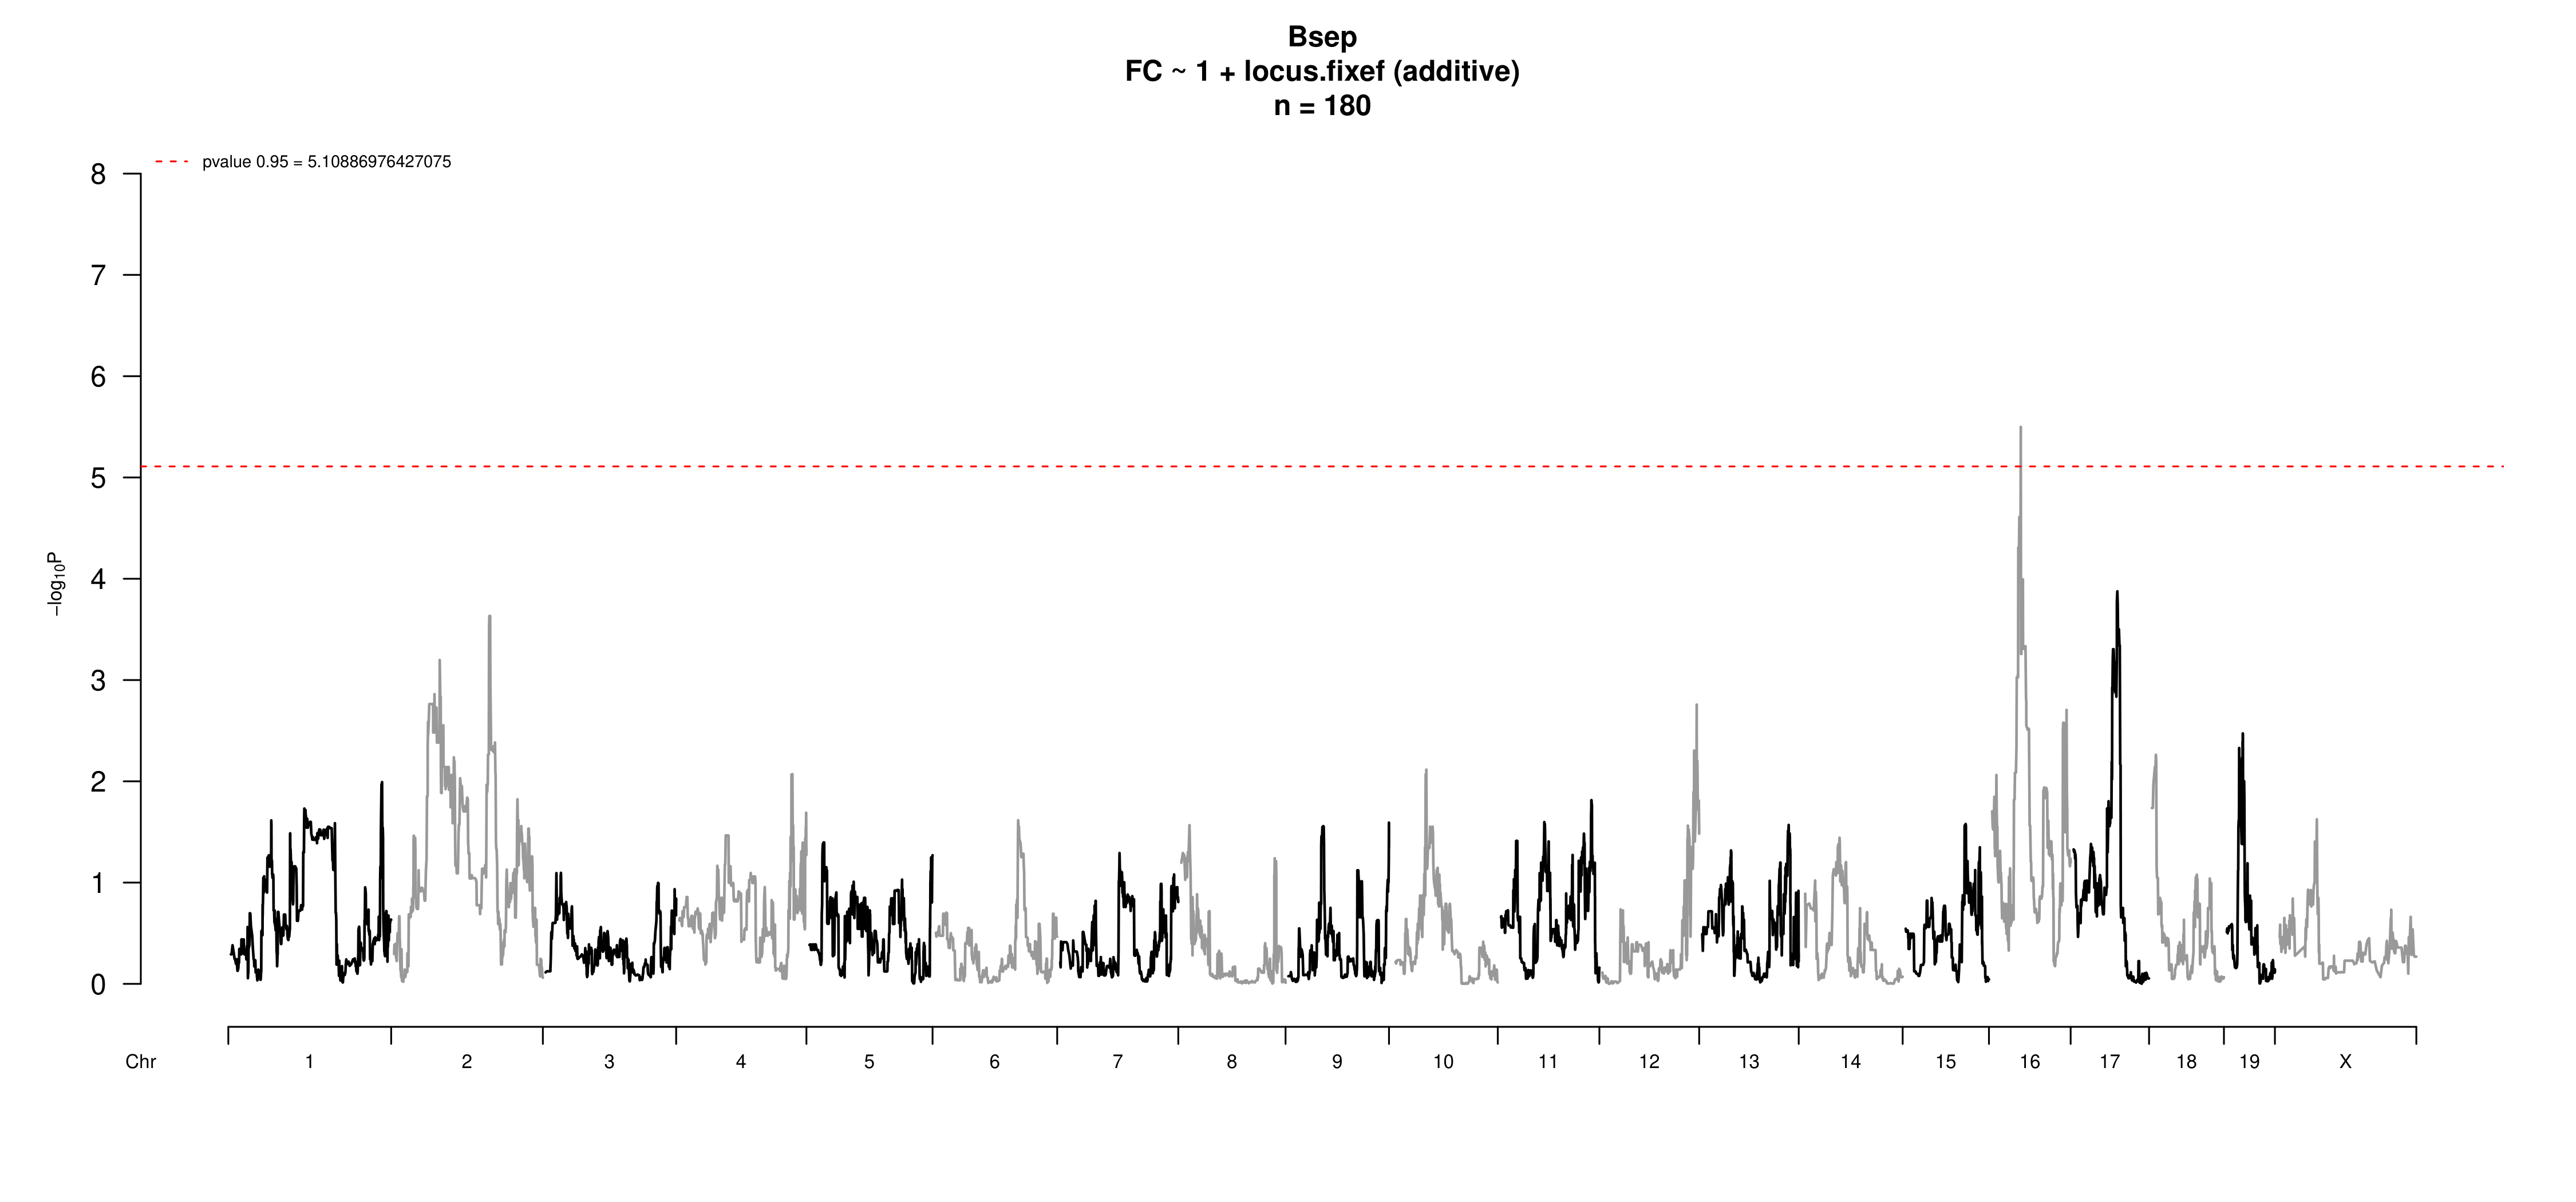 Bsep
FC ~ 1 + locus.fixef (additive)
n = 180
pvalue 0.95 = 5.10886976427075
8
7
6
5
4
3
2
1
0
−log10P
Chr 1 2 3 4 5 6 7 8 9 10 11 12 13 14 15 16 17 18 19 X